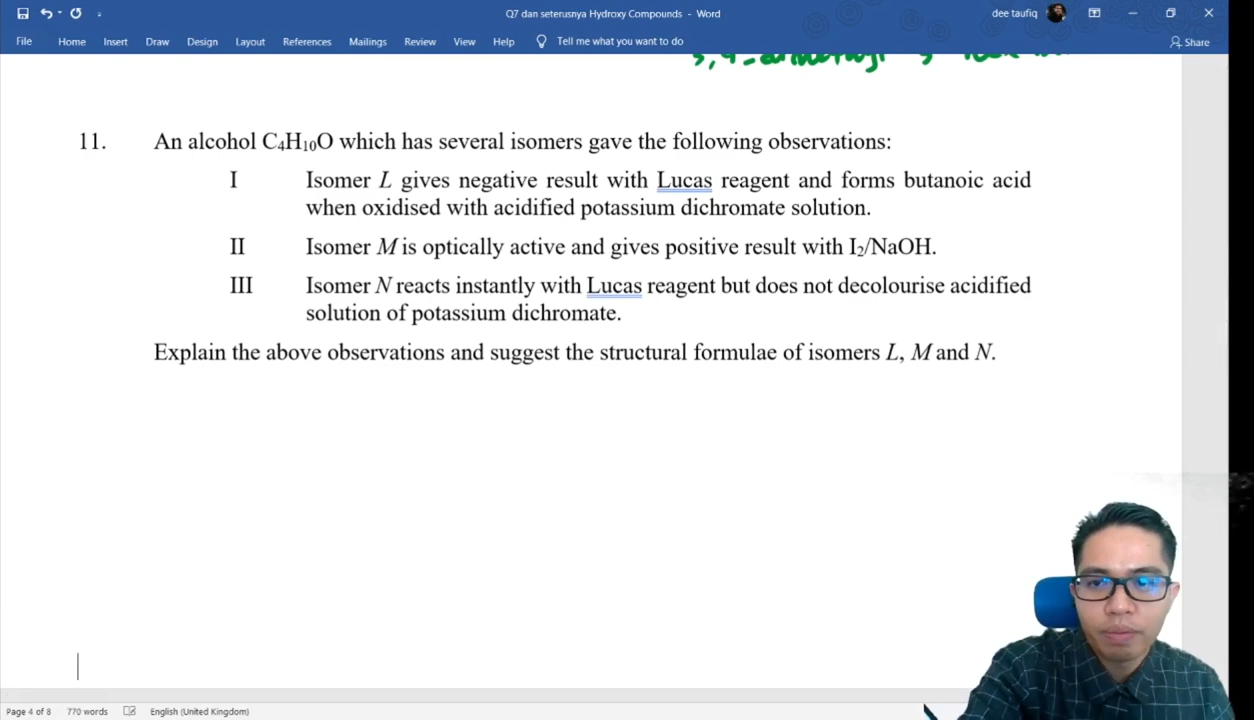 Q7 dan seterusnya Hydroxy Compounds - Word
dee taufiq
File Home Insert Draw Design Layout References Mailings Review View Help Tell me what you want to do
Share
11. An alcohol C₄H₁₀O which has several isomers gave the following observations:
I Isomer L gives negative result with Lucas reagent and forms butanoic acid
when oxidised with acidified potassium dichromate solution.
II Isomer M is optically active and gives positive result with I₂/NaOH.
III Isomer N reacts instantly with Lucas reagent but does not decolourise acidified
solution of potassium dichromate.
Explain the above observations and suggest the structural formulae of isomers L, M and N.
Page 4 of 8 770 words English (United Kingdom)